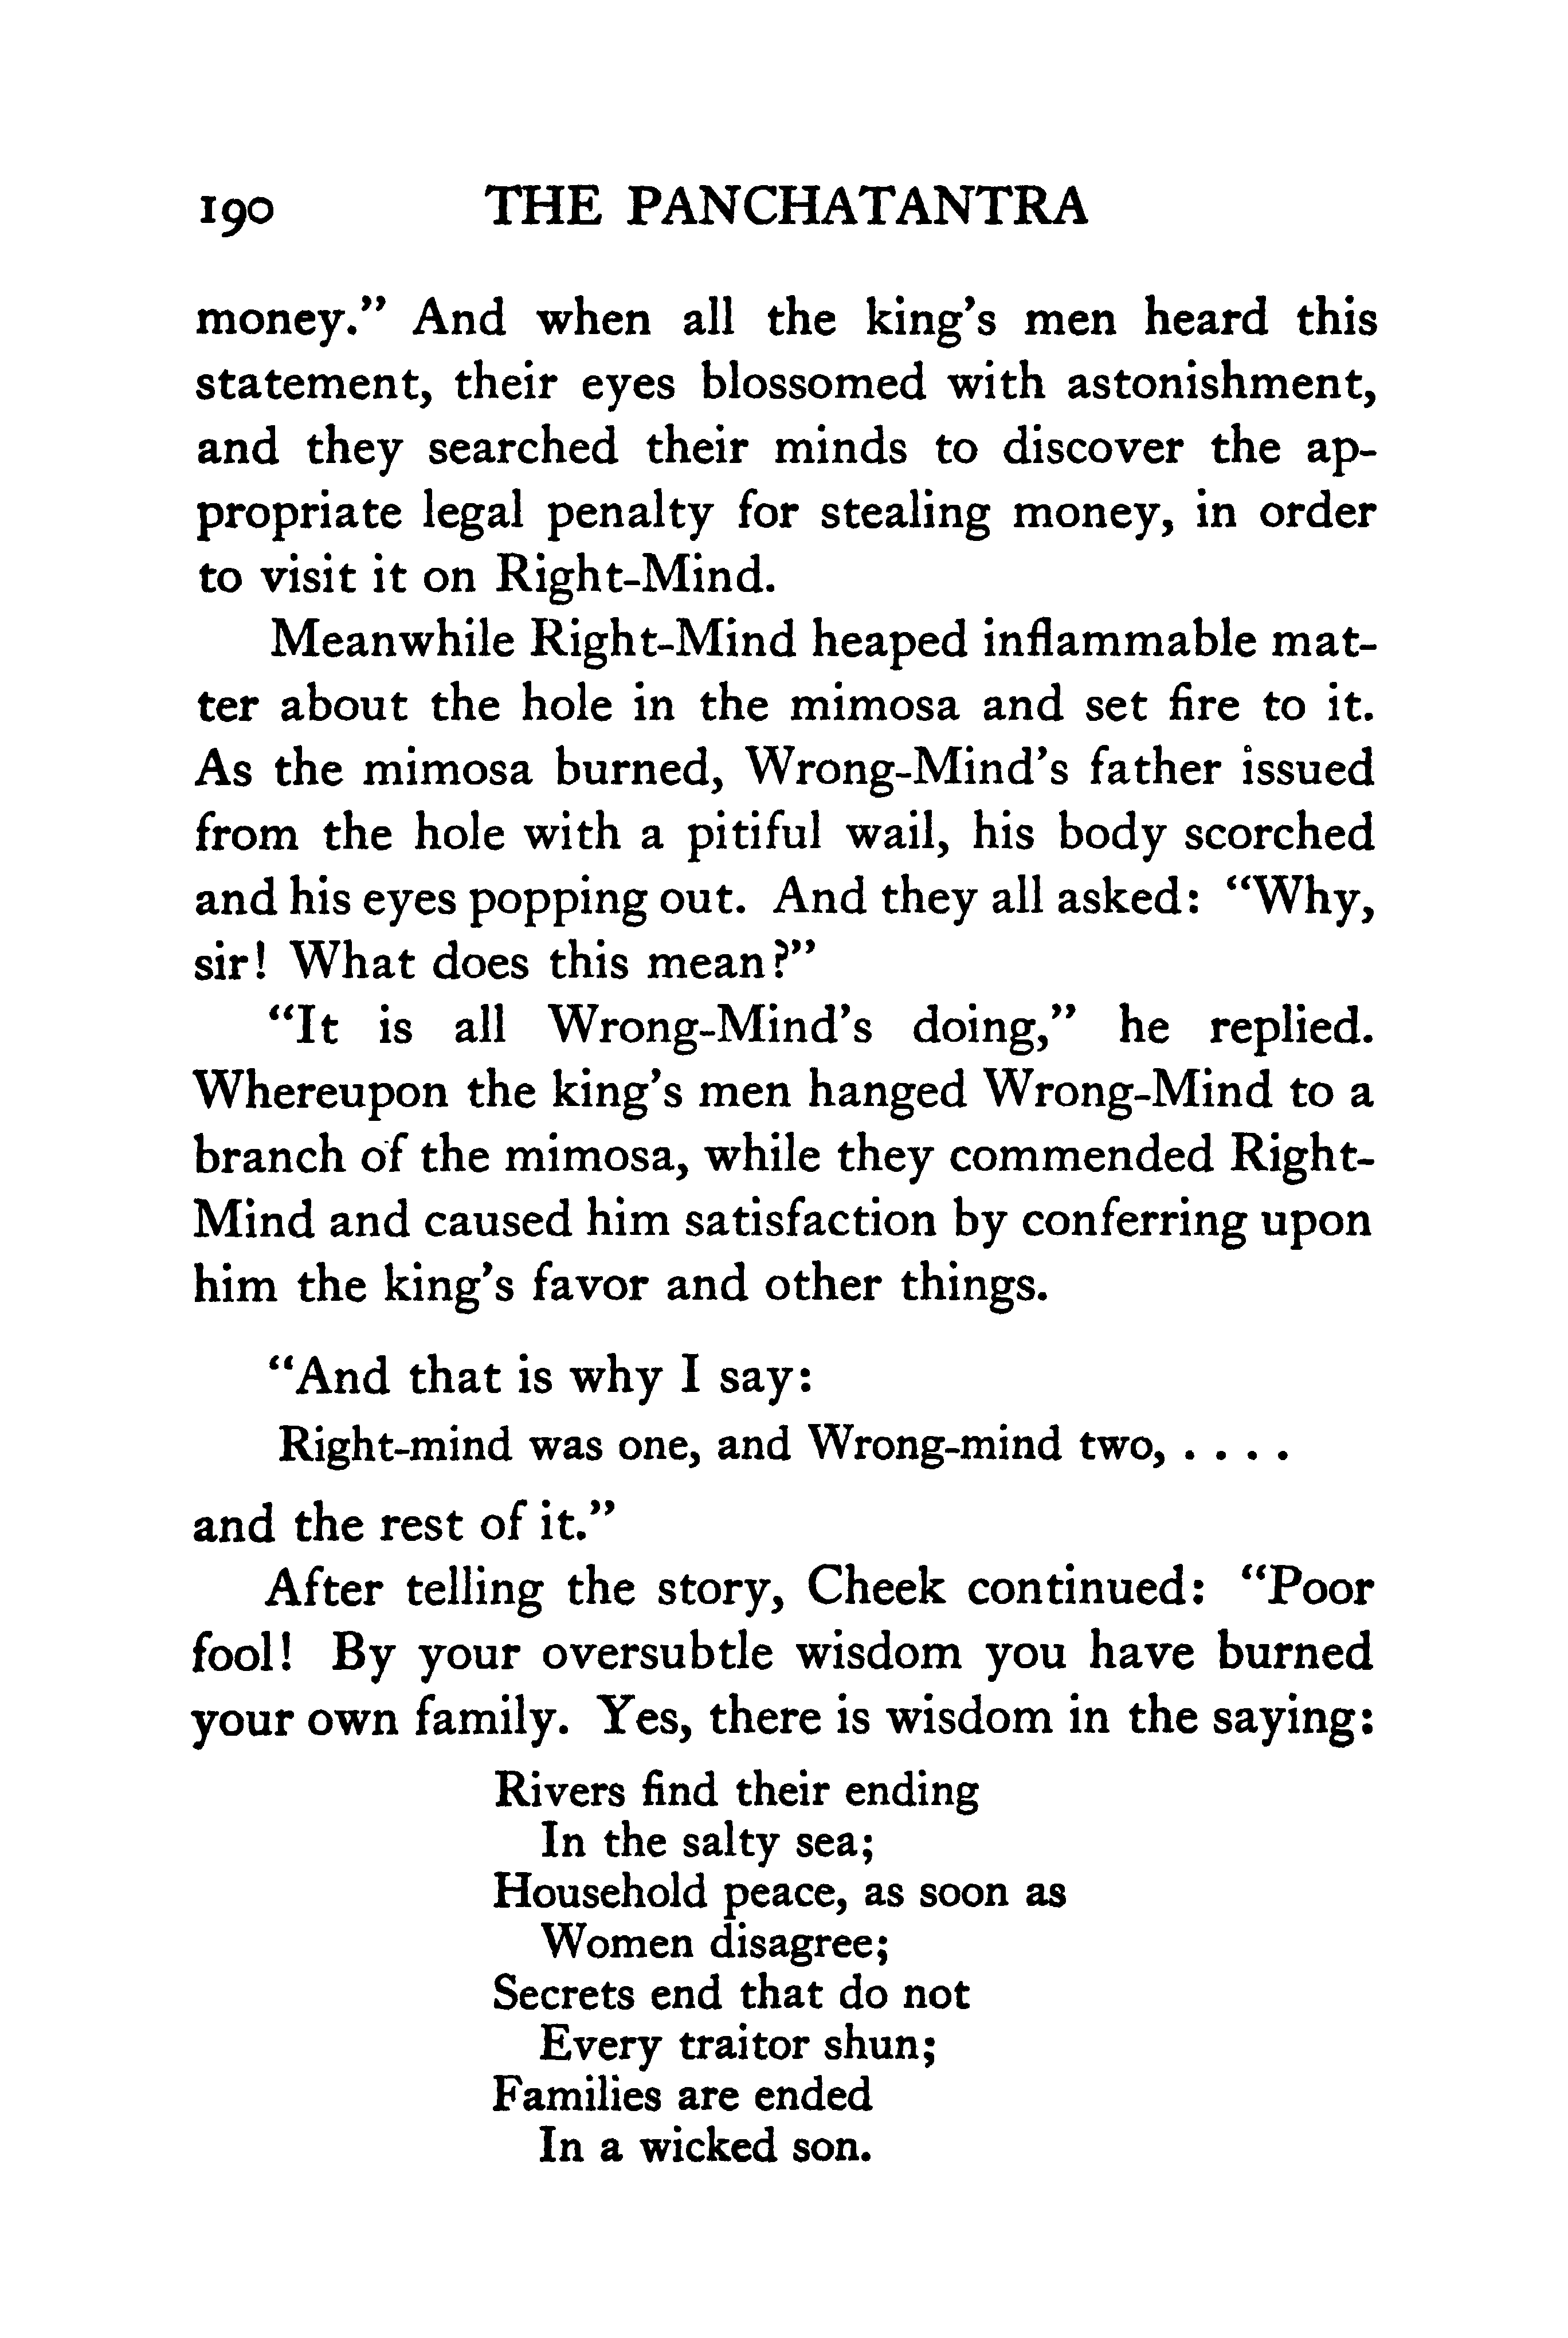 190 THE PANCHATANTRA
money.” And when all the king’s men heard this
statement, their eyes blossomed with astonishment,
and they searched their minds to discover the ap-
propriate legal penalty for stealing money, in order
to visit it on Right-Mind.
Meanwhile Right-Mind heaped inflammable mat-
ter about the hole in the mimosa and set fire to it.
As the mimosa burned, Wrong-Mind’s father issued
from the hole with a pitiful wail, his body scorched
and his eyes popping out. And they all asked: “Why,
sir! What does this mean?”
“It is all Wrong-Mind’s doing,” he replied.
Whereupon the king’s men hanged Wrong-Mind to a
branch of the mimosa, while they commended Right-
Mind and caused him satisfaction by conferring upon
him the king’s favor and other things.
“And that is why I say:
Right-mind was one, and Wrong-mind two, . . . .
and the rest of it.”
After telling the story, Cheek continued: “Poor
fool! By your oversubtle wisdom you have burned
your own family. Yes, there is wisdom in the saying:
Rivers find their ending
In the salty sea;
Household peace, as soon as
Women disagree;
Secrets end that do not
Every traitor shun;
Families are ended
In a wicked son.